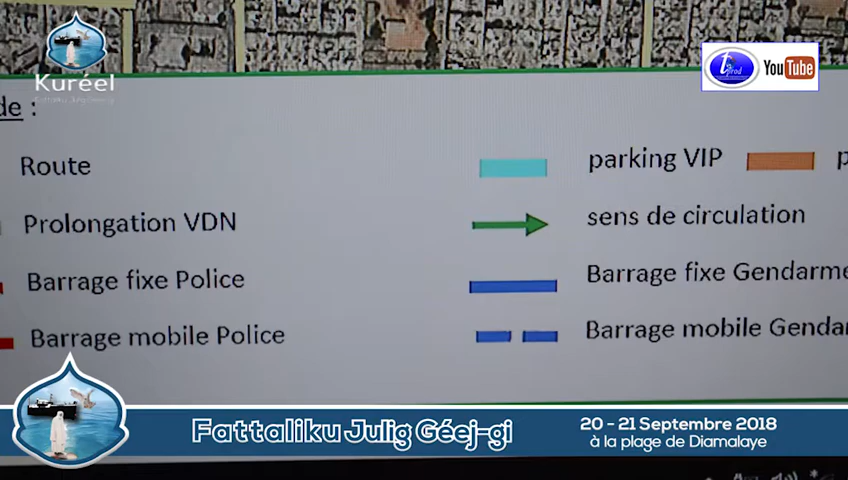 Kuréel
YouTube
de :
Route
parking VIP
Prolongation VDN
sens de circulation
Barrage fixe Police
Barrage fixe Gendarme
Barrage mobile Police
Barrage mobile Gendar
Fattaliku Julig Géej-gi
20 - 21 Septembre 2018
à la plage de Diamalaye